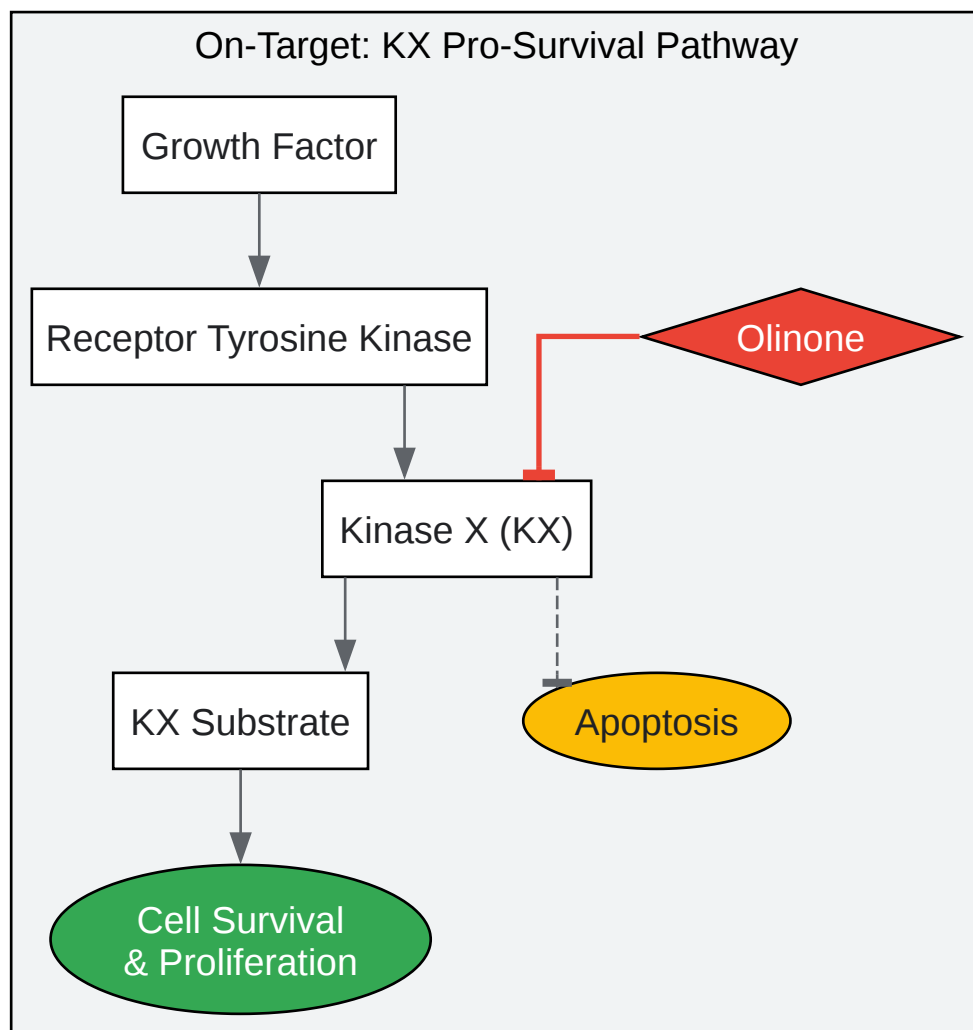 On-Target: KX Pro-Survival Pathway
Growth Factor
Receptor Tyrosine Kinase
Olinone
Kinase X (KX)
KX Substrate
Apoptosis
Cell Survival
& Proliferation